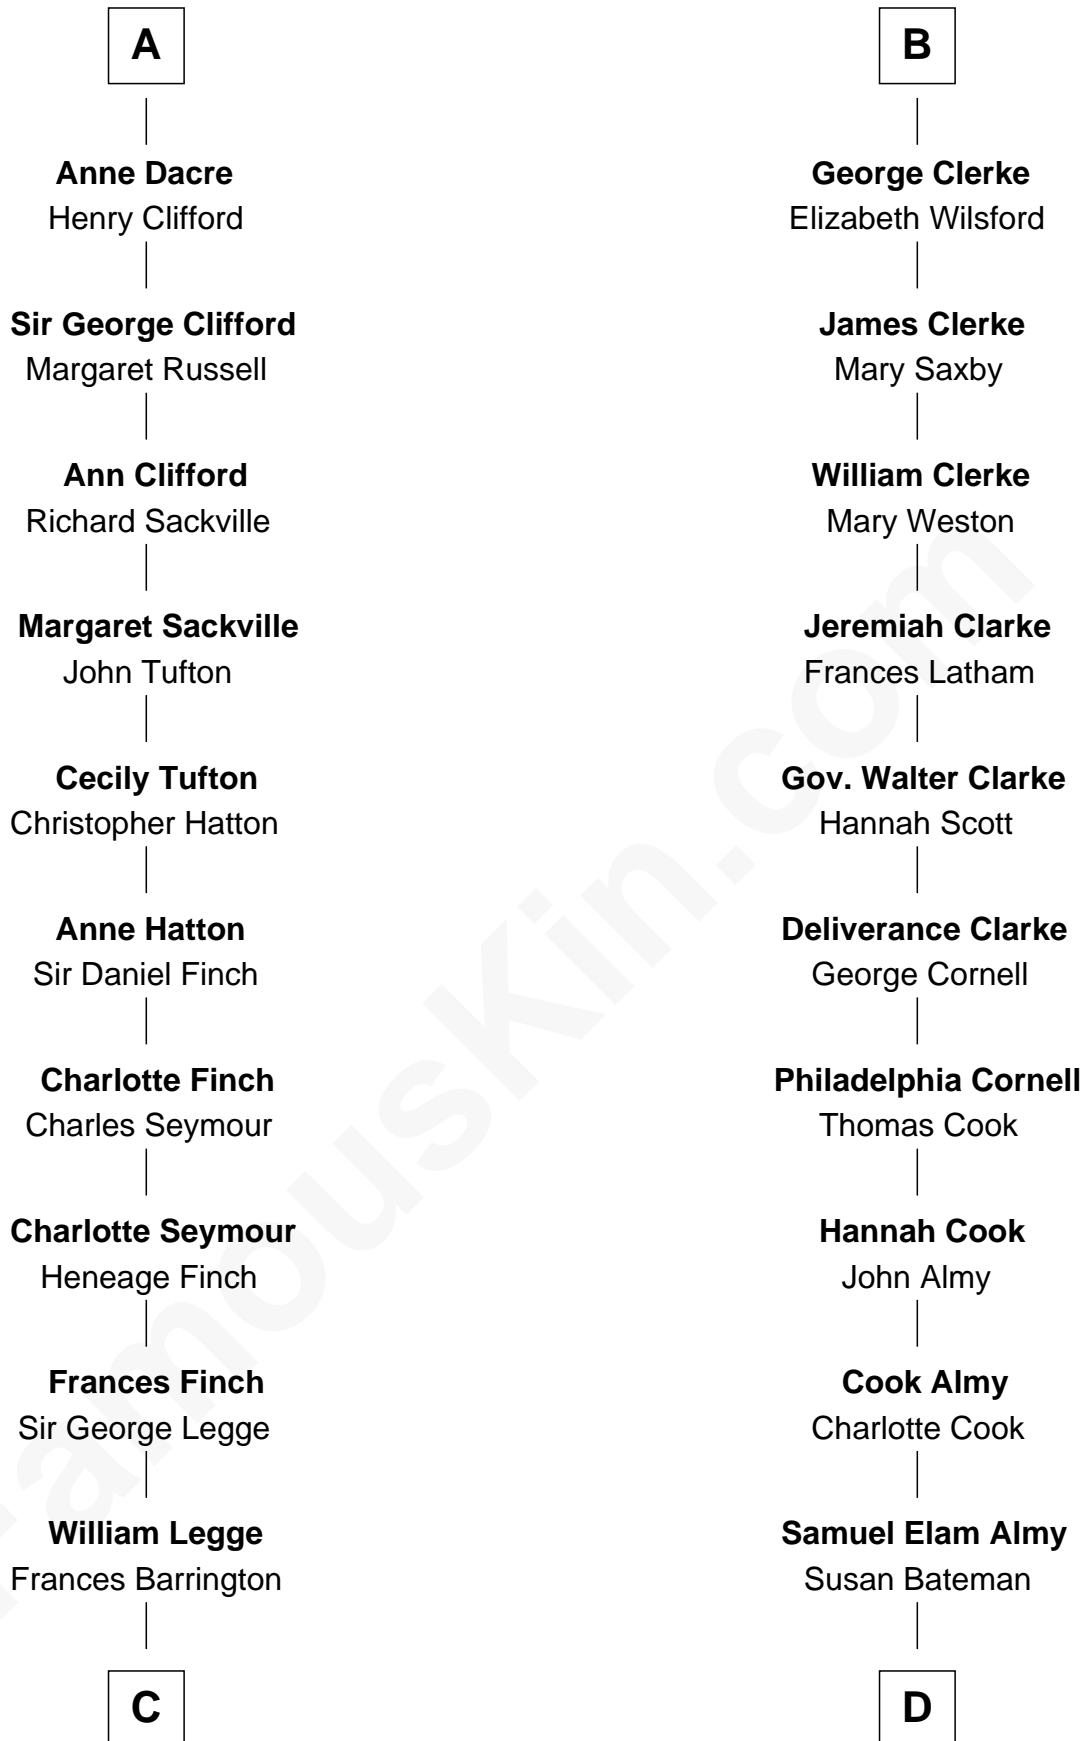 A
Anne Dacre
Henry Clifford
Sir George Clifford
Margaret Russell
Ann Clifford
Richard Sackville
Margaret Sackville
John Tufton
Cecily Tufton
Christopher Hatton
Anne Hatton
Sir Daniel Finch
Charlotte Finch
Charles Seymour
Charlotte Seymour
Heneage Finch
Frances Finch
Sir George Legge
William Legge
Frances Barrington
C
B
George Clerke
Elizabeth Wilsford
James Clerke
Mary Saxby
William Clerke
Mary Weston
Jeremiah Clarke
Frances Latham
Gov. Walter Clarke
Hannah Scott
Deliverance Clarke
George Cornell
Philadelphia Cornell
Thomas Cook
Hannah Cook
John Almy
Cook Almy
Charlotte Cook
Samuel Elam Almy
Susan Bateman
D
FamousKin.com